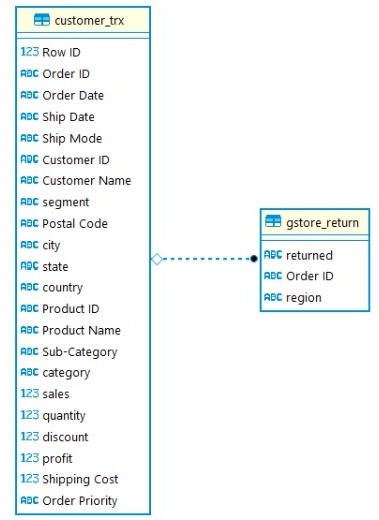 customer_trx
123 Row ID
ABC Order ID
ABC Order Date
ABC Ship Date
ABC Ship Mode
ABC Customer ID
ABC Customer Name
ABC segment
ABC Postal Code
ABC city
ABC state
ABC country
ABC Product ID
ABC Product Name
ABC Sub-Category
ABC category
123 sales
123 quantity
123 discount
123 profit
123 Shipping Cost
ABC Order Priority
gstore_return
ABC returned
ABC Order ID
ABC region